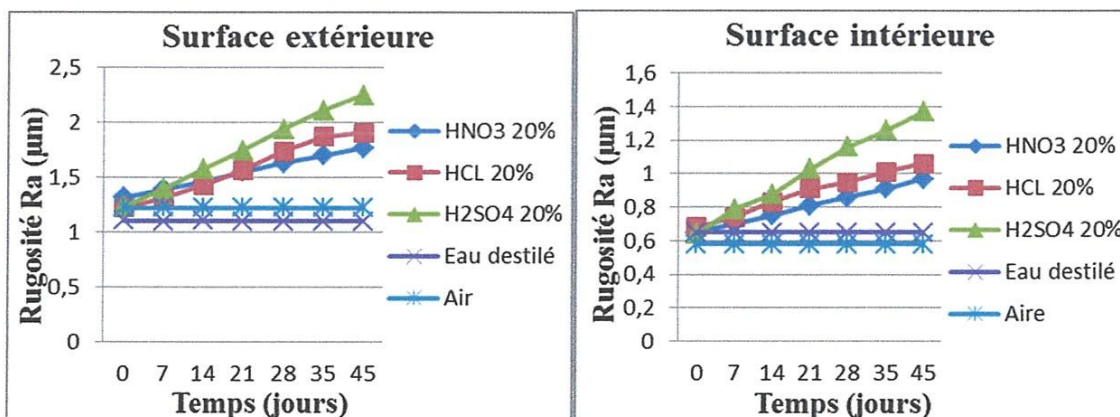 Surface extérieure
Rugosité Ra (µm)
2,5
2
1,5
1
0,5
0
0 7 14 21 28 35 45
Temps (jours)
HNO3 20%
HCL 20%
H2SO4 20%
Eau destilé
Air
Surface intérieure
Rugosité Ra (µm)
1,6
1,4
1,2
1
0,8
0,6
0,4
0,2
0
0 7 14 21 28 35 45
Temps (jours)
HNO3 20%
HCL 20%
H2SO4 20%
Eau destilé
Aire